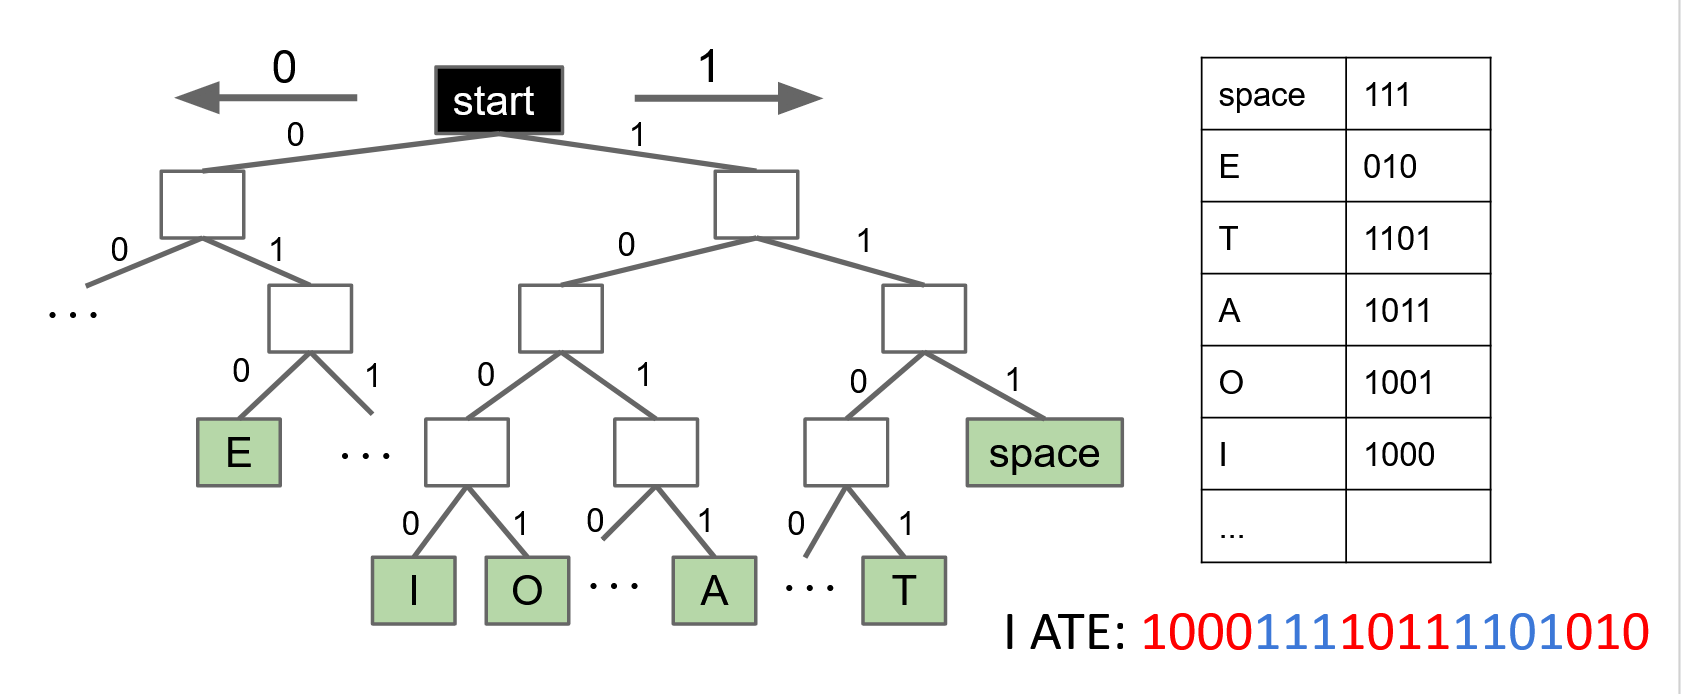 0 1
start
0 1
0 1 0 1
...
0 1 0 1 0 1
E ... space
0 1 0 1 0 1
I O ... A ... T
space 111
E 010
T 1101
A 1011
O 1001
I 1000
...
I ATE: 100011110111101010